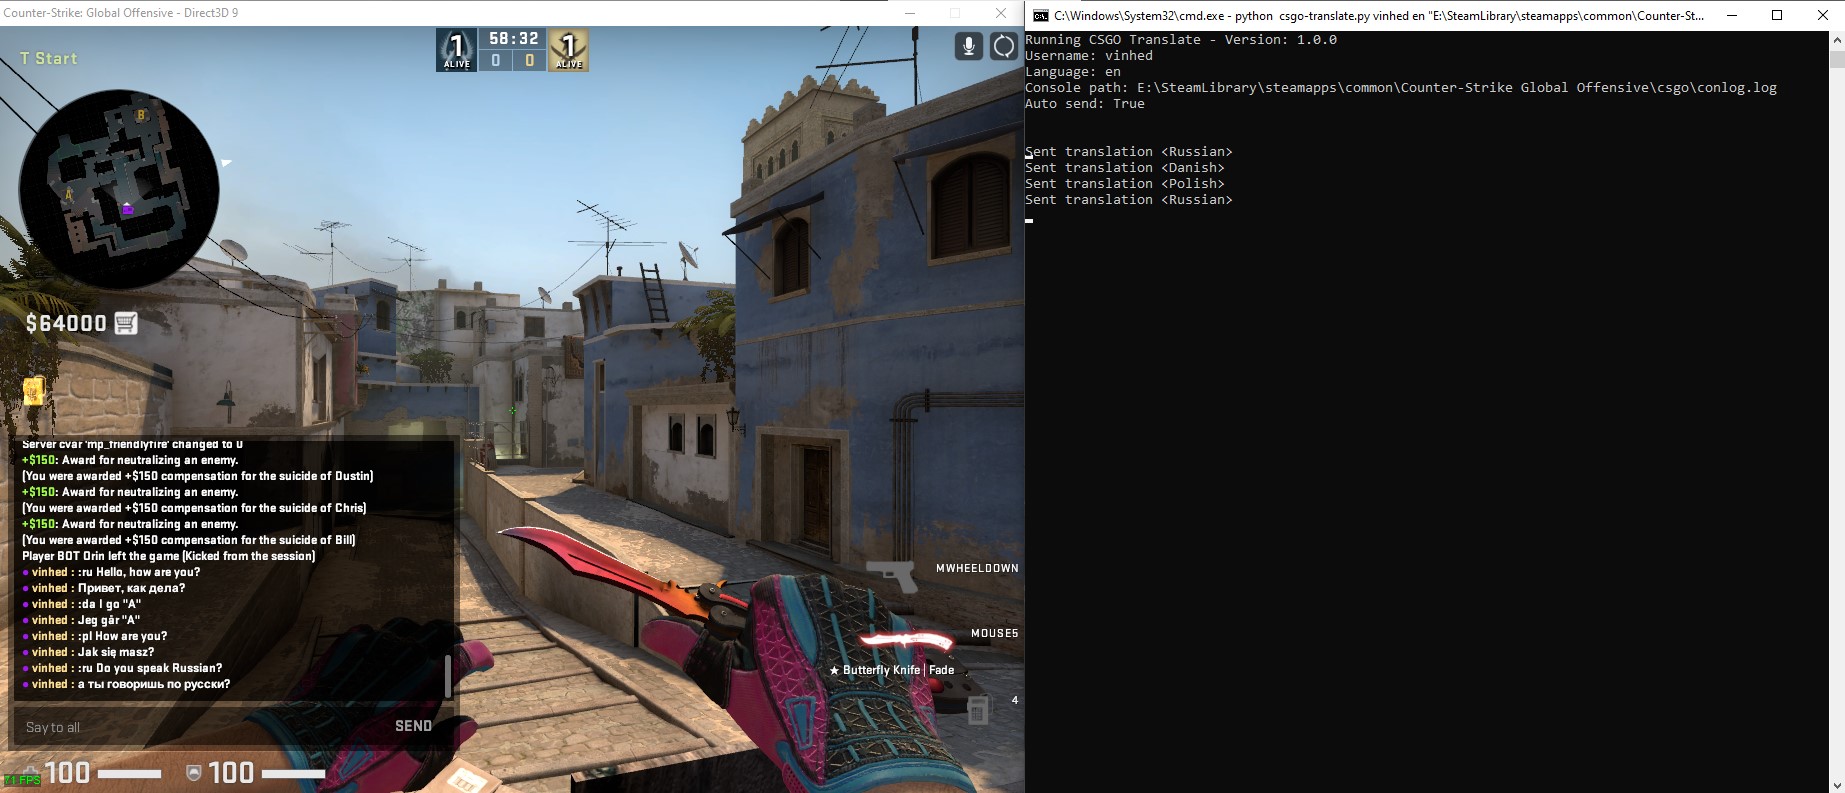 Counter-Strike: Global Offensive - Direct3D 9
T Start
1
ALIVE
58:32
0 0
1
ALIVE
B
A
$64000
Server cvar 'mp_friendlyfire' changed to 0
+$150: Award for neutralizing an enemy.
(You were awarded +$150 compensation for the suicide of Dustin)
+$150: Award for neutralizing an enemy.
(You were awarded +$150 compensation for the suicide of Chris)
+$150: Award for neutralizing an enemy.
(You were awarded +$150 compensation for the suicide of Bill)
Player BOT Orin left the game (Kicked from the session)
vinhed : :ru Hello, how are you?
vinhed : Привет, как дела?
vinhed : :da I go "A"
vinhed : Jeg går "A"
vinhed : :pl How are you?
vinhed : Jak się masz?
vinhed : :ru Do you speak Russian?
vinhed : а ты говоришь по русски?
Say to all
SEND
71 FPS
100
100
MWHEELDOWN
MOUSE5
★ Butterfly Knife | Fade
4
C:\Windows\System32\cmd.exe - python csgo-translate.py vinhed en "E:\SteamLibrary\steamapps\common\Counter-St...
Running CSGO Translate - Version: 1.0.0
Username: vinhed
Language: en
Console path: E:\SteamLibrary\steamapps\common\Counter-Strike Global Offensive\csgo\conlog.log
Auto send: True
Sent translation <Russian>
Sent translation <Danish>
Sent translation <Polish>
Sent translation <Russian>